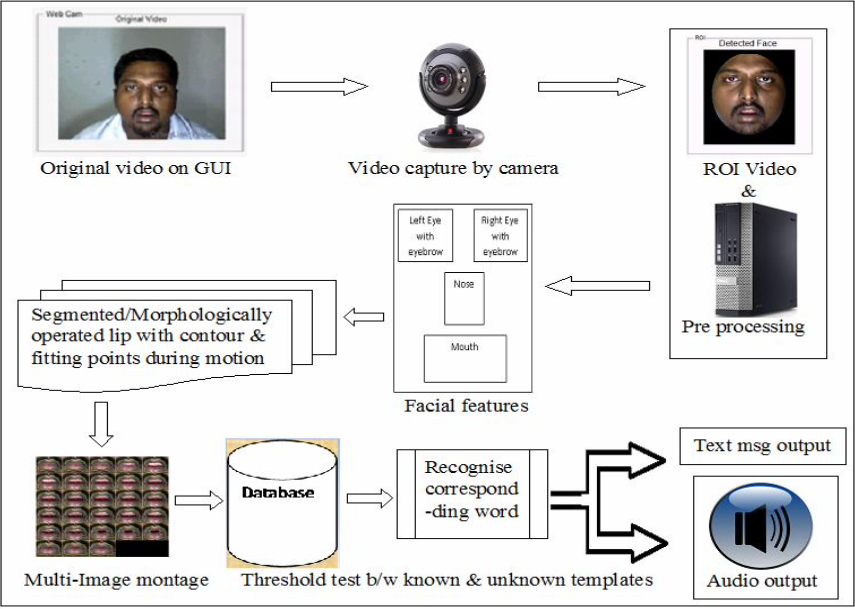 Web Cam
Original Video
Original video on GUI
Video capture by camera
ROI
Detected Face
ROI Video
&
Pre processing
Left Eye
with
eyebrow
Right Eye
with
eyebrow
Nose
Mouth
Facial features
Segmented/Morphologically
operated lip with contour &
fitting points during motion
Multi-Image montage
Database
Threshold test b/w known & unknown templates
Recognise
correspond
-ding word
Text msg output
Audio output